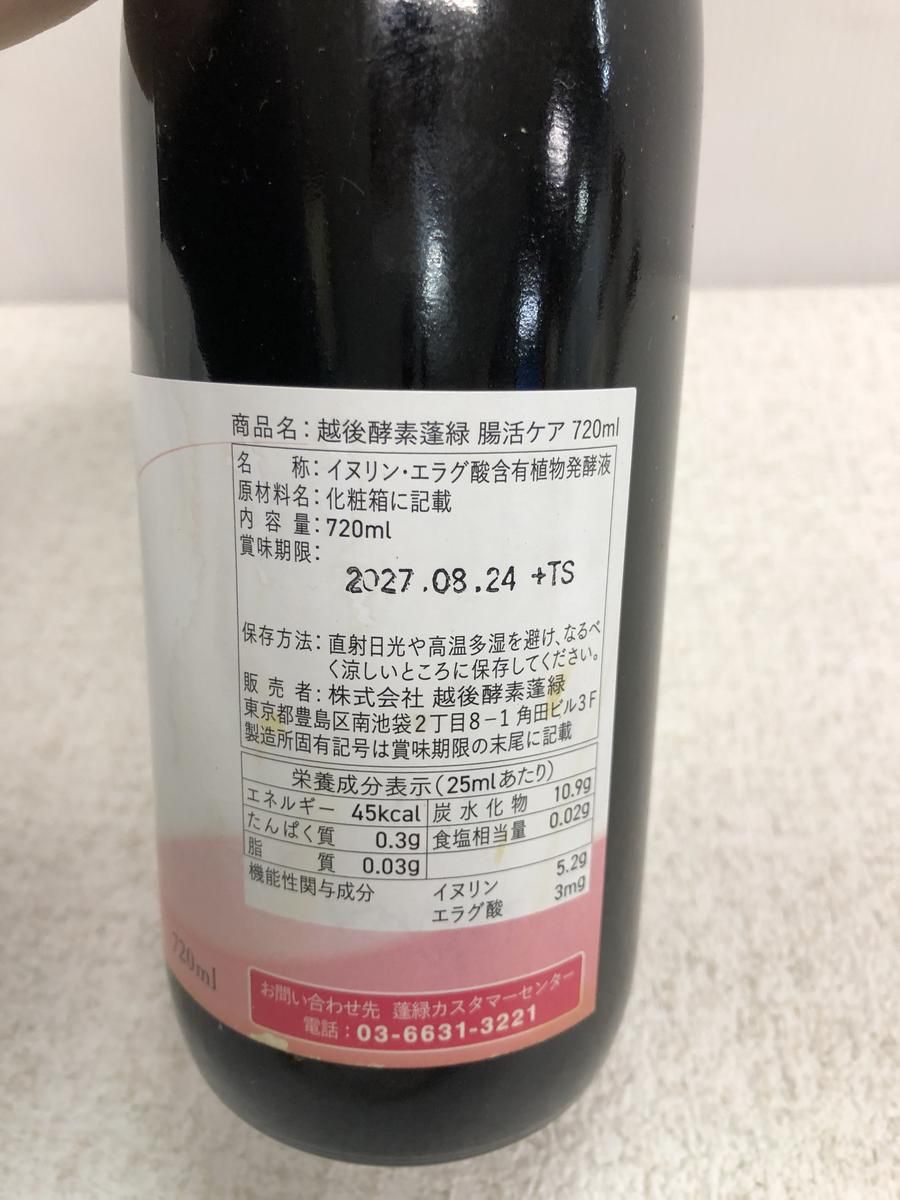 商品名：越後酵素蓬緑 腸活ケア 720ml
名称：イヌリン・エラグ酸含有植物発酵液
原材料名：化粧箱に記載
内容量：720ml
賞味期限：
2027.08.24 +TS
保存方法：直射日光や高温多湿を避け、なるべ
く涼しいところに保存してください。
販売者：株式会社 越後酵素蓬緑
東京都豊島区南池袋2丁目8-1 角田ビル3F
製造所固有記号は賞味期限の末尾に記載
栄養成分表示（25mlあたり）
エネルギー 45kcal 炭水化物 10.9g
たんぱく質 0.3g 食塩相当量 0.02g
脂質 0.03g
機能性関与成分 イヌリン 5.2g
エラグ酸 3mg
720ml
お問い合わせ先 蓬緑カスタマーセンター
電話：03-6631-3221